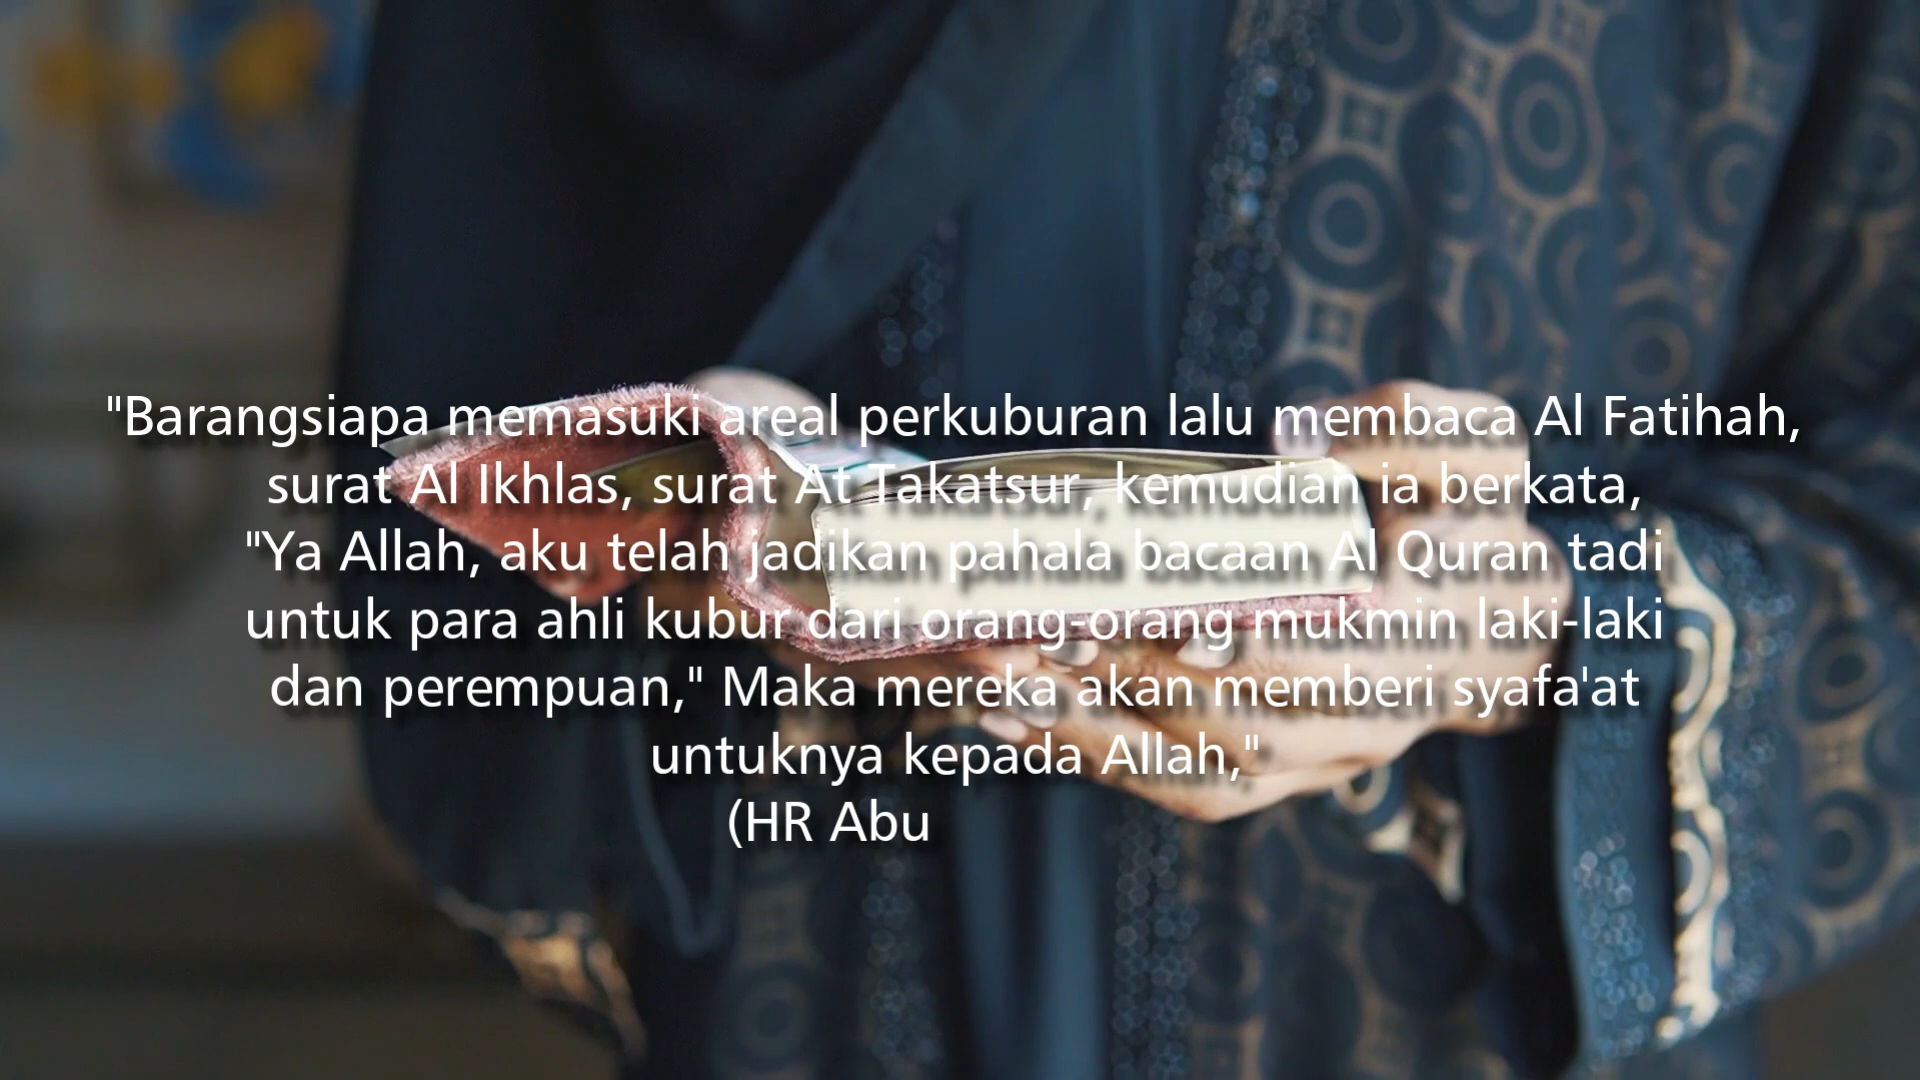 "Barangsiapa memasuki areal perkuburan lalu membaca Al Fatihah,
surat Al Ikhlas, surat At Takatsur, kemudian ia berkata,
"Ya Allah, aku telah jadikan pahala bacaan Al Quran tadi
untuk para ahli kubur dari orang-orang mukmin laki-laki
dan perempuan," Maka mereka akan memberi syafa'at
untuknya kepada Allah,"
(HR Abu